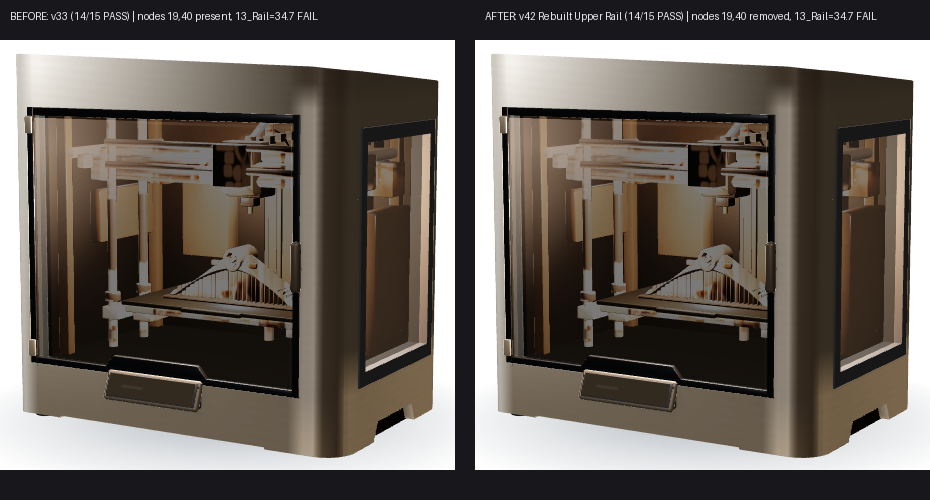 BEFORE: v33 (14/15 PASS) | nodes 19,40 present, 13_Rail=34.7 FAIL
AFTER: v42 Rebuilt Upper Rail (14/15 PASS) | nodes 19,40 removed, 13_Rail=34.7 FAIL